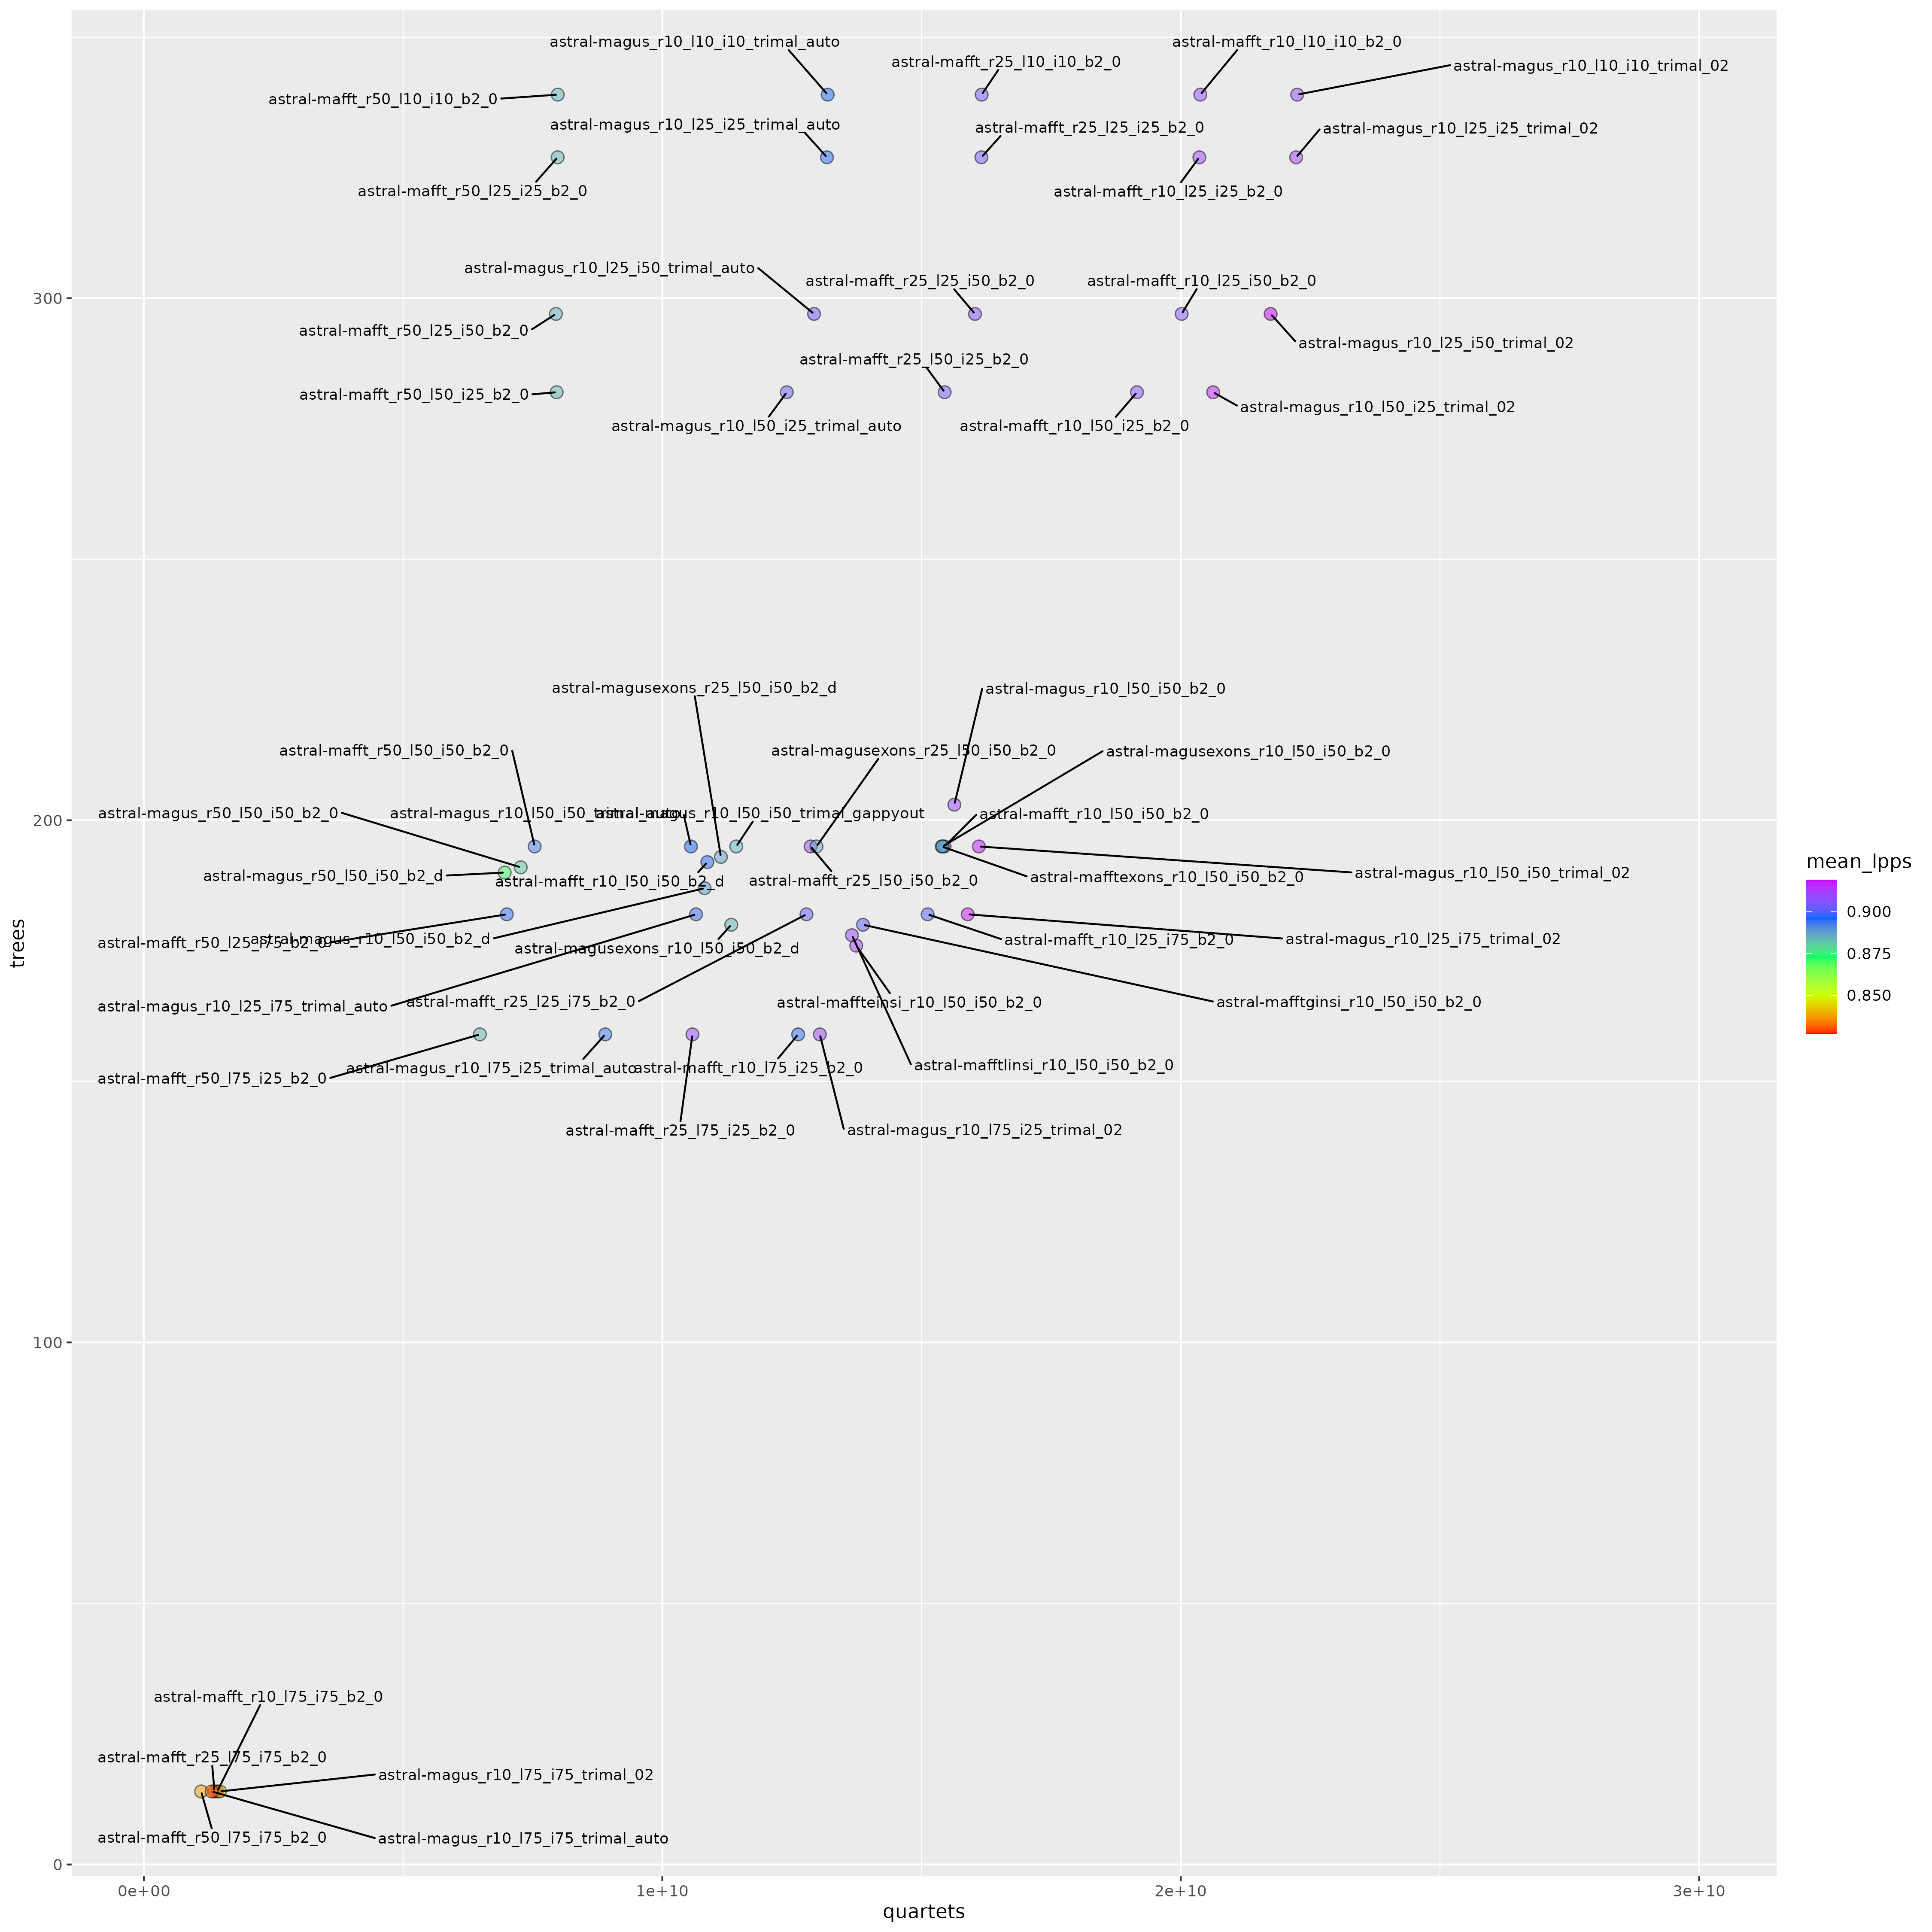 astral-magus_r10_l10_i10_trimal_auto
astral-mafft_r10_l10_i10_b2_0
astral-mafft_r25_l10_i10_b2_0
astral-magus_r10_l10_i10_trimal_02
astral-mafft_r50_l10_i10_b2_0
astral-magus_r10_l25_i25_trimal_auto
astral-mafft_r25_l25_i25_b2_0
astral-magus_r10_l25_i25_trimal_02
astral-mafft_r50_l25_i25_b2_0
astral-mafft_r10_l25_i25_b2_0
astral-magus_r10_l25_i50_trimal_auto
astral-mafft_r25_l25_i50_b2_0
astral-mafft_r10_l25_i50_b2_0
300
astral-mafft_r50_l25_i50_b2_0
astral-magus_r10_l25_i50_trimal_02
astral-mafft_r25_l50_i25_b2_0
astral-mafft_r50_l50_i25_b2_0
astral-magus_r10_l50_i25_trimal_02
astral-magus_r10_l50_i25_trimal_auto
astral-mafft_r10_l50_i25_b2_0
astral-magusexons_r25_l50_i50_b2_d
astral-magus_r10_l50_i50_b2_0
astral-mafft_r50_l50_i50_b2_0
astral-magusexons_r25_l50_i50_b2_0
astral-magusexons_r10_l50_i50_b2_0
astral-magus_r50_l50_i50_b2_0
astral-magus_r10_l50_i50_trimal_auto
astral-magus_r10_l50_i50_trimal_gappyout
astral-mafft_r10_l50_i50_b2_0
200
astral-magus_r50_l50_i50_b2_d
astral-mafft_r10_l50_i50_b2_d
astral-mafft_r25_l50_i50_b2_0
astral-mafftexons_r10_l50_i50_b2_0
astral-magus_r10_l50_i50_trimal_02
astral-mafft_r50_l25_i75_b2_0
astral-magus_r10_l50_i50_b2_d
astral-magusexons_r10_l50_i50_b2_d
astral-mafft_r10_l25_i75_b2_0
astral-magus_r10_l25_i75_trimal_02
astral-magus_r10_l25_i75_trimal_auto
astral-mafft_r25_l25_i75_b2_0
astral-maffteinsi_r10_l50_i50_b2_0
astral-mafftginsi_r10_l50_i50_b2_0
astral-mafft_r50_l75_i25_b2_0
astral-magus_r10_l75_i25_trimal_auto
astral-mafft_r10_l75_i25_b2_0
astral-mafftlinsi_r10_l50_i50_b2_0
astral-mafft_r25_l75_i25_b2_0
astral-magus_r10_l75_i25_trimal_02
100
astral-mafft_r10_l75_i75_b2_0
astral-mafft_r25_l75_i75_b2_0
astral-magus_r10_l75_i75_trimal_02
astral-mafft_r50_l75_i75_b2_0
astral-magus_r10_l75_i75_trimal_auto
0
0e+00
1e+10
2e+10
3e+10
quartets
trees
mean_lpps
0.900
0.875
0.850